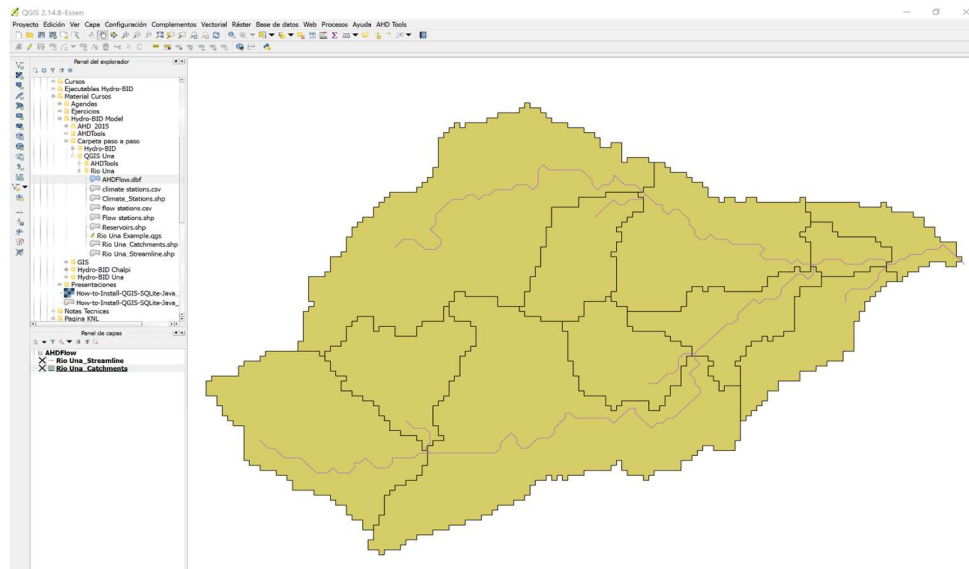 QGIS 2.14.8-Essen
Proyecto Edición Ver Capa Configuración Complementos Vectorial Ráster Base de datos Web Procesos Ayuda AHD Tools
Panel del explorador
Cursos
Ejecutables Hydro-BID
Material Cursos
Agendas
Ejercicios
Hydro-BID Model
AHD_2015
AHDTools
Carpeta paso a paso
Hydro-BID
QGIS Una
AHDTools
Rio Una
AHDFlow.dbf
climate stations.csv
Climate_Stations.shp
flow stations.csv
Flow stations.shp
Reservoirs.shp
Rio Una Example.qgs
Rio Una_Catchments.shp
Rio Una_Streamline.shp
GIS
Hydro-BID Chalpi
Hydro-BID Una
Presentaciones
How-to-Install-QGIS-SQLite-Java_
How-to-Install-QGIS-SQLite-Java_
Notas Tecnicas
Pagina KNL
Panel de capas
AHDFlow
Rio Una_Streamline
Rio Una_Catchments